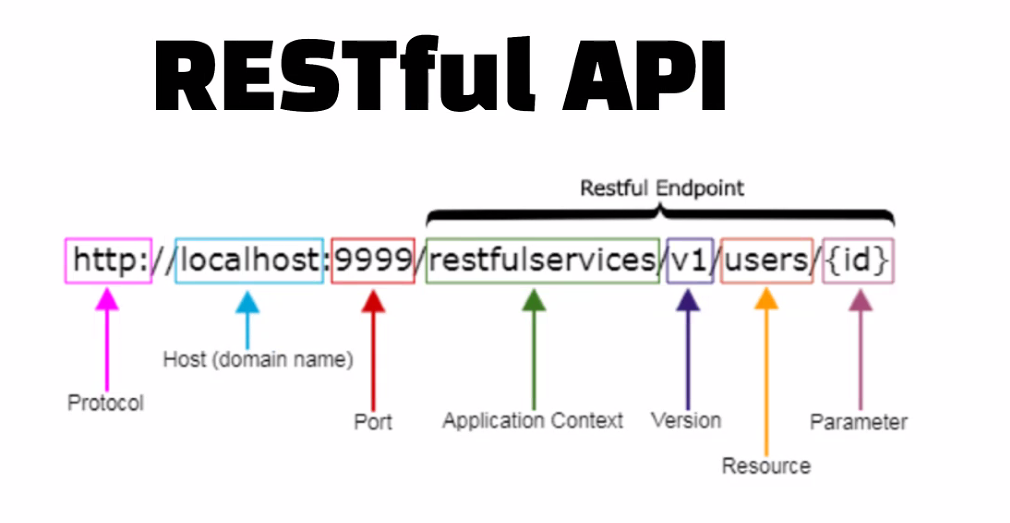 RESTful API
Restful Endpoint
http://localhost:9999/restfulservices/v1/users/{id}
Host (domain name)
Protocol
Port
Application Context
Version
Parameter
Resource